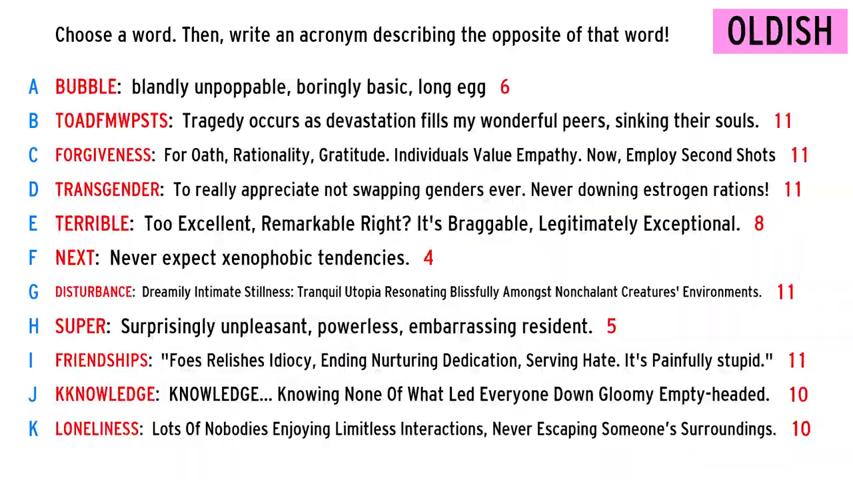 Choose a word. Then, write an acronym describing the opposite of that word!
OLDISH
A BUBBLE: blandly unpoppable, boringly basic, long egg 6
B TOADFMWPSTS: Tragedy occurs as devastation fills my wonderful peers, sinking their souls. 11
C FORGIVENESS: For Oath, Rationality, Gratitude. Individuals Value Empathy. Now, Employ Second Shots 11
D TRANSGENDER: To really appreciate not swapping genders ever. Never downing estrogen rations! 11
E TERRIBLE: Too Excellent, Remarkable Right? It's Braggable, Legitimately Exceptional. 8
F NEXT: Never expect xenophobic tendencies. 4
G DISTURBANCE: Dreamily Intimate Stillness: Tranquil Utopia Resonating Blissfully Amongst Nonchalant Creatures' Environments. 11
H SUPER: Surprisingly unpleasant, powerless, embarrassing resident. 5
I FRIENDSHIPS: "Foes Relishes Idiocy, Ending Nurturing Dedication, Serving Hate. It's Painfully stupid." 11
J KKNOWLEDGE: KNOWLEDGE... Knowing None Of What Led Everyone Down Gloomy Empty-headed. 10
K LONELINESS: Lots Of Nobodies Enjoying Limitless Interactions, Never Escaping Someone's Surroundings. 10